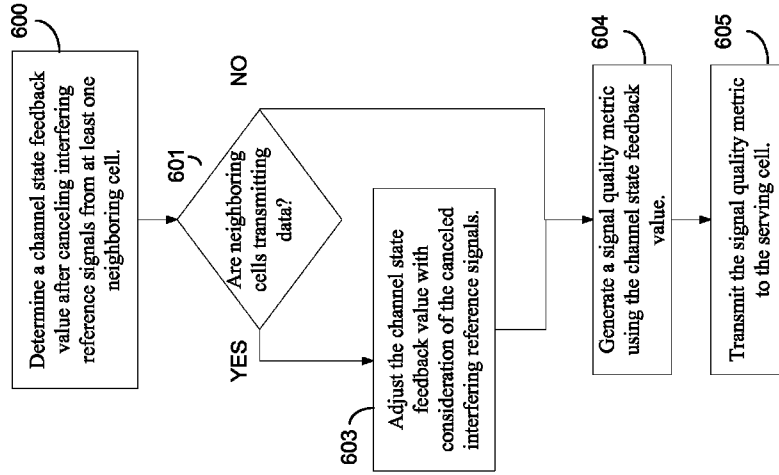 600
Determine a channel state feedback
value after canceling interfering
reference signals from at least one
neighboring cell.
601
Are neighboring
cells transmitting
data?
YES
NO
603
Adjust the channel state
feedback value with
consideration of the canceled
interfering reference signals.
604
Generate a signal quality metric
using the channel state feedback
value.
605
Transmit the signal quality metric
to the serving cell.